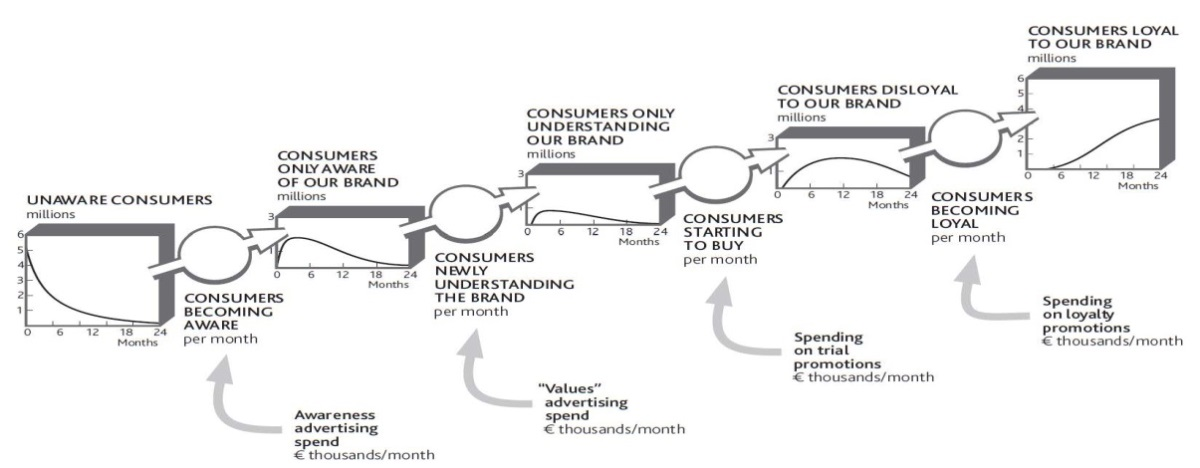 UNAWARE CONSUMERS
millions
6
5
4
3
2
1
0 6 12 18 24
Months
CONSUMERS
BECOMING
AWARE
per month
Awareness
advertising
spend
€ thousands/month
CONSUMERS
ONLY AWARE
OF OUR BRAND
millions
3
1
0 6 12 18 24
Months
CONSUMERS
NEWLY
UNDERSTANDING
THE BRAND
per month
“Values”
advertising
spend
€ thousands/month
CONSUMERS ONLY
UNDERSTANDING
OUR BRAND
millions
3
1
0 6 12 18 24
Months
CONSUMERS
STARTING
TO BUY
per month
Spending
on trial
promotions
€ thousands/month
CONSUMERS DISLOYAL
TO OUR BRAND
millions
3
1
0 6 12 18 24
Months
CONSUMERS
BECOMING
LOYAL
per month
Spending
on loyalty
promotions
€ thousands/month
CONSUMERS LOYAL
TO OUR BRAND
millions
6
5
4
2
1
0 6 12 18 24
Months